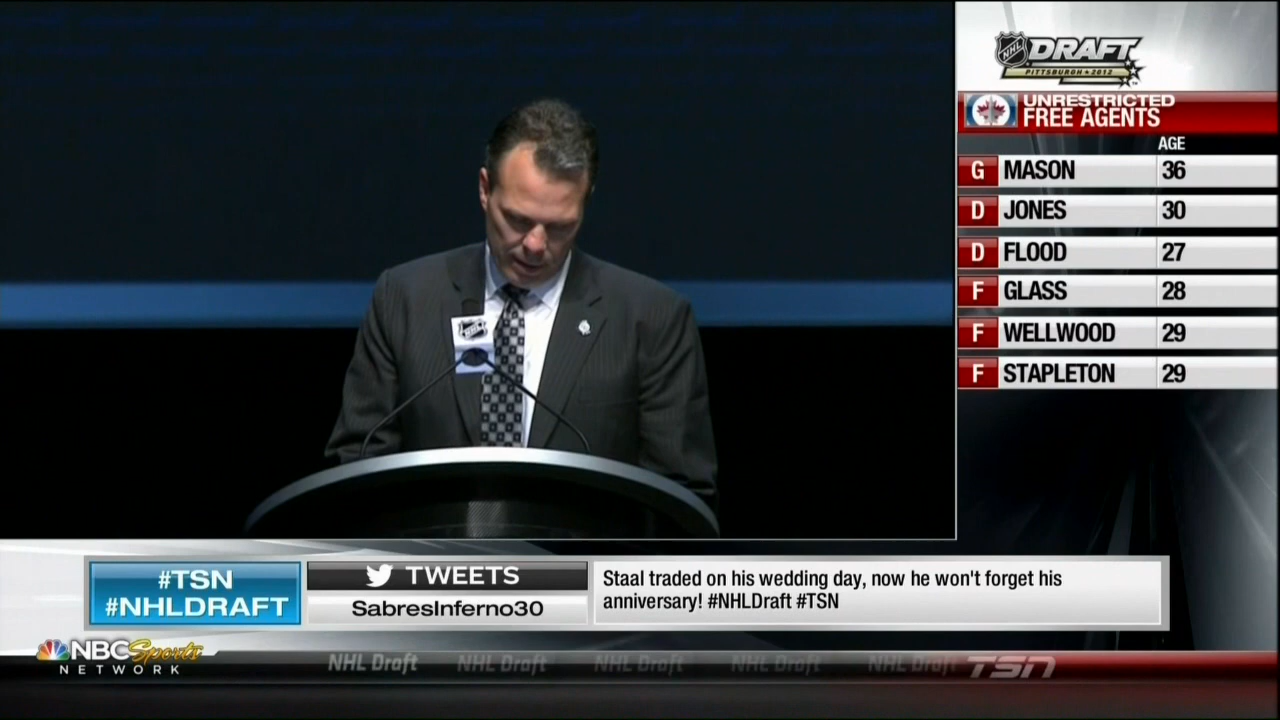 NHL
DRAFT
PITTSBURGH ★ 2012
UNRESTRICTED
FREE AGENTS
AGE
G MASON 36
D JONES 30
D FLOOD 27
F GLASS 28
F WELLWOOD 29
F STAPLETON 29
NHL
#TSN
#NHLDRAFT
TWEETS
SabresInferno30
Staal traded on his wedding day, now he won't forget his
anniversary! #NHLDraft #TSN
NBC Sports
NETWORK
NHL Draft NHL Draft NHL Draft NHL Draft NHL Draft TSN